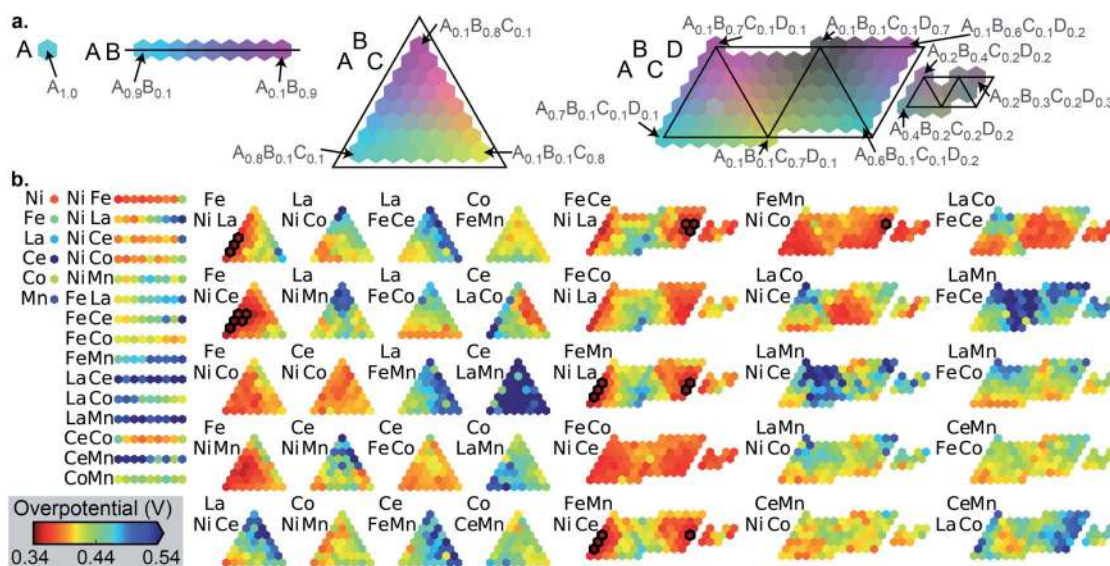 a.
A
A0.1
A1.0
A B
A0.9B0.1
A0.1B0.9
B
A C
A0.1B0.8C0.1
A0.8B0.1C0.1
A0.1B0.1C0.8
B D
A C
A0.1B0.7C0.1D0.1
A0.1B0.1C0.1D0.7
A0.1B0.6C0.1D0.2
A0.2B0.4C0.2D0.2
A0.2B0.3C0.2D0.3
A0.7B0.1C0.1D0.1
A0.4B0.2C0.2D0.2
A0.1B0.1C0.7D0.1
A0.6B0.1C0.1D0.2
b.
Ni
Fe
La
Ce
Co
Mn
Ni Fe
Ni La
Ni Ce
Ni Co
Ni Mn
Fe La
Fe Ce
Fe Co
Fe Mn
La Ce
La Co
La Mn
Ce Co
Ce Mn
Co Mn
Fe La La Co Fe Ce Fe Mn La Co
Ni La Ni Co Fe Ce Fe Mn Ni La Ni Co Fe Ce
Fe La La Ce Fe Co La Co La Mn
Ni Ce Ni Mn Fe Co La Co Ni La Ni Ce Fe Ce
Fe Ce La Ce Fe Mn La Mn La Mn
Ni Co Ni Co Fe Mn La Mn Ni La Ni Ce Fe Co
Fe Ce Ce Co Fe Co La Mn Ce Mn
Ni Mn Ni Mn Fe Co La Mn Ni Ce Ni Co Fe Co
La Co Ce Co Fe Mn Ce Mn Ce Mn
Ni Ce Ni Mn Fe Mn Ce Mn Ni Ce Ni Co La Co
Overpotential (V)
0.34 0.44 0.54